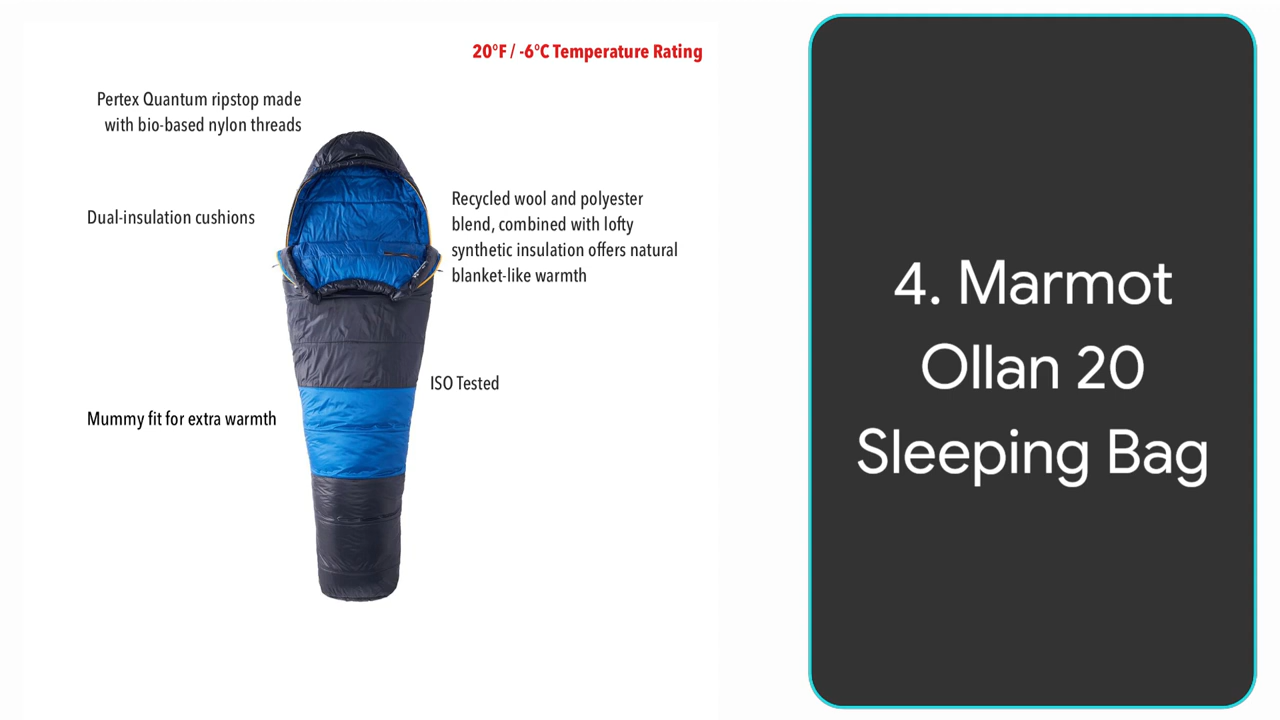 20°F / -6°C Temperature Rating
Pertex Quantum ripstop made
with bio-based nylon threads
Dual-insulation cushions
Recycled wool and polyester
blend, combined with lofty
synthetic insulation offers natural
blanket-like warmth
ISO Tested
Mummy fit for extra warmth
4. Marmot
Ollan 20
Sleeping Bag